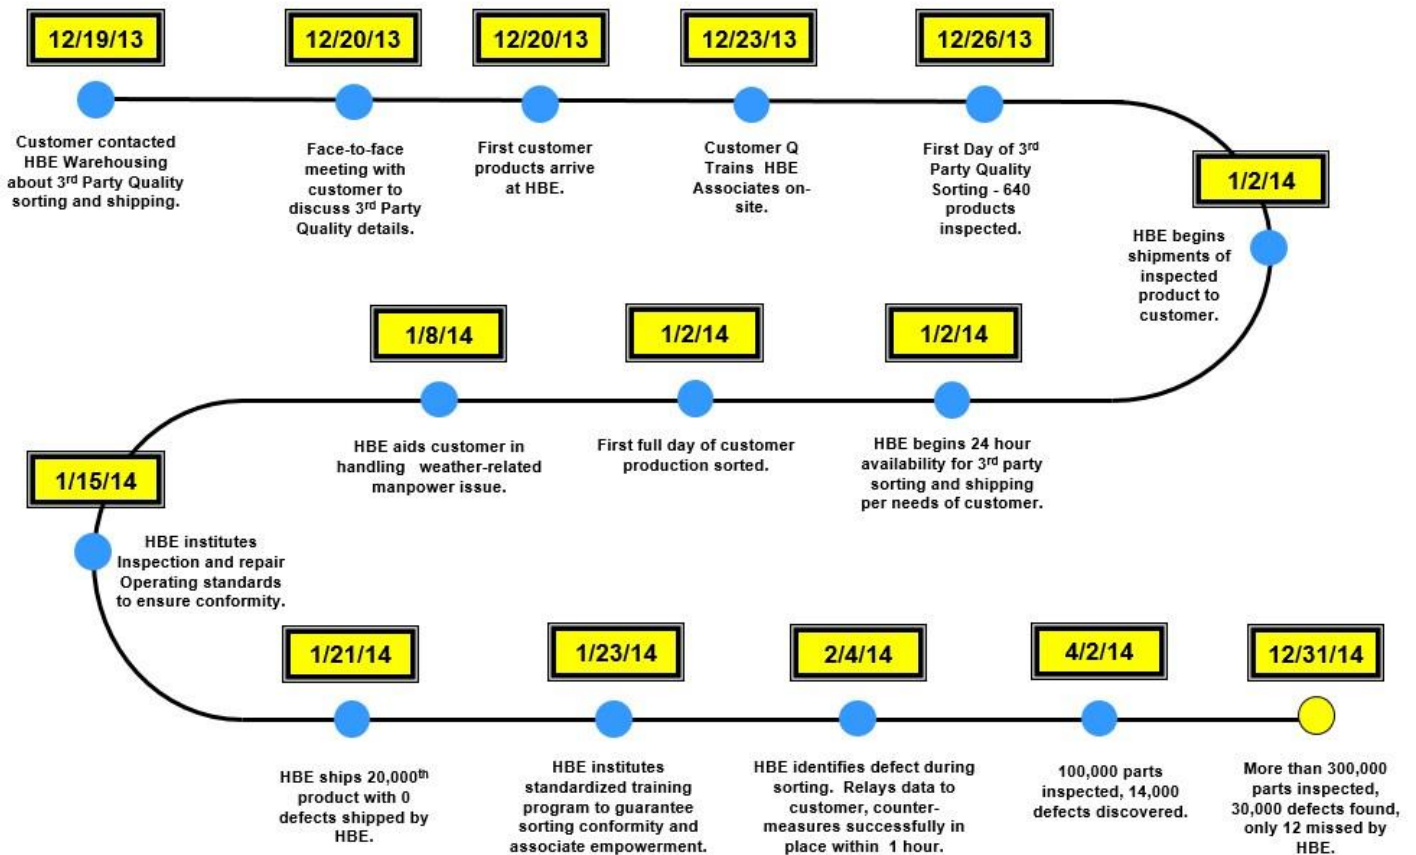 12/19/13
Customer contacted
HBE Warehousing
about 3rd Party Quality
sorting and shipping.
12/20/13
Face-to-face
meeting with
customer to
discuss 3rd Party
Quality details.
12/20/13
First customer
products arrive
at HBE.
12/23/13
Customer Q
Trains HBE
Associates on-
site.
12/26/13
First Day of 3rd
Party Quality
Sorting - 640
products
inspected.
1/2/14
HBE begins
shipments of
inspected
product to
customer.
1/2/14
HBE begins 24 hour
availability for 3rd party
sorting and shipping
per needs of customer.
1/2/14
First full day of customer
production sorted.
1/8/14
HBE aids customer in
handling weather-related
manpower issue.
1/15/14
HBE institutes
Inspection and repair
Operating standards
to ensure conformity.
1/21/14
HBE ships 20,000th
product with 0
defects shipped by
HBE.
1/23/14
HBE institutes
standardized training
program to guarantee
sorting conformity and
associate empowerment.
2/4/14
HBE identifies defect during
sorting. Relays data to
customer, counter-
measures successfully in
place within 1 hour.
4/2/14
100,000 parts
inspected, 14,000
defects discovered.
12/31/14
More than 300,000
parts inspected,
30,000 defects found,
only 12 missed by
HBE.